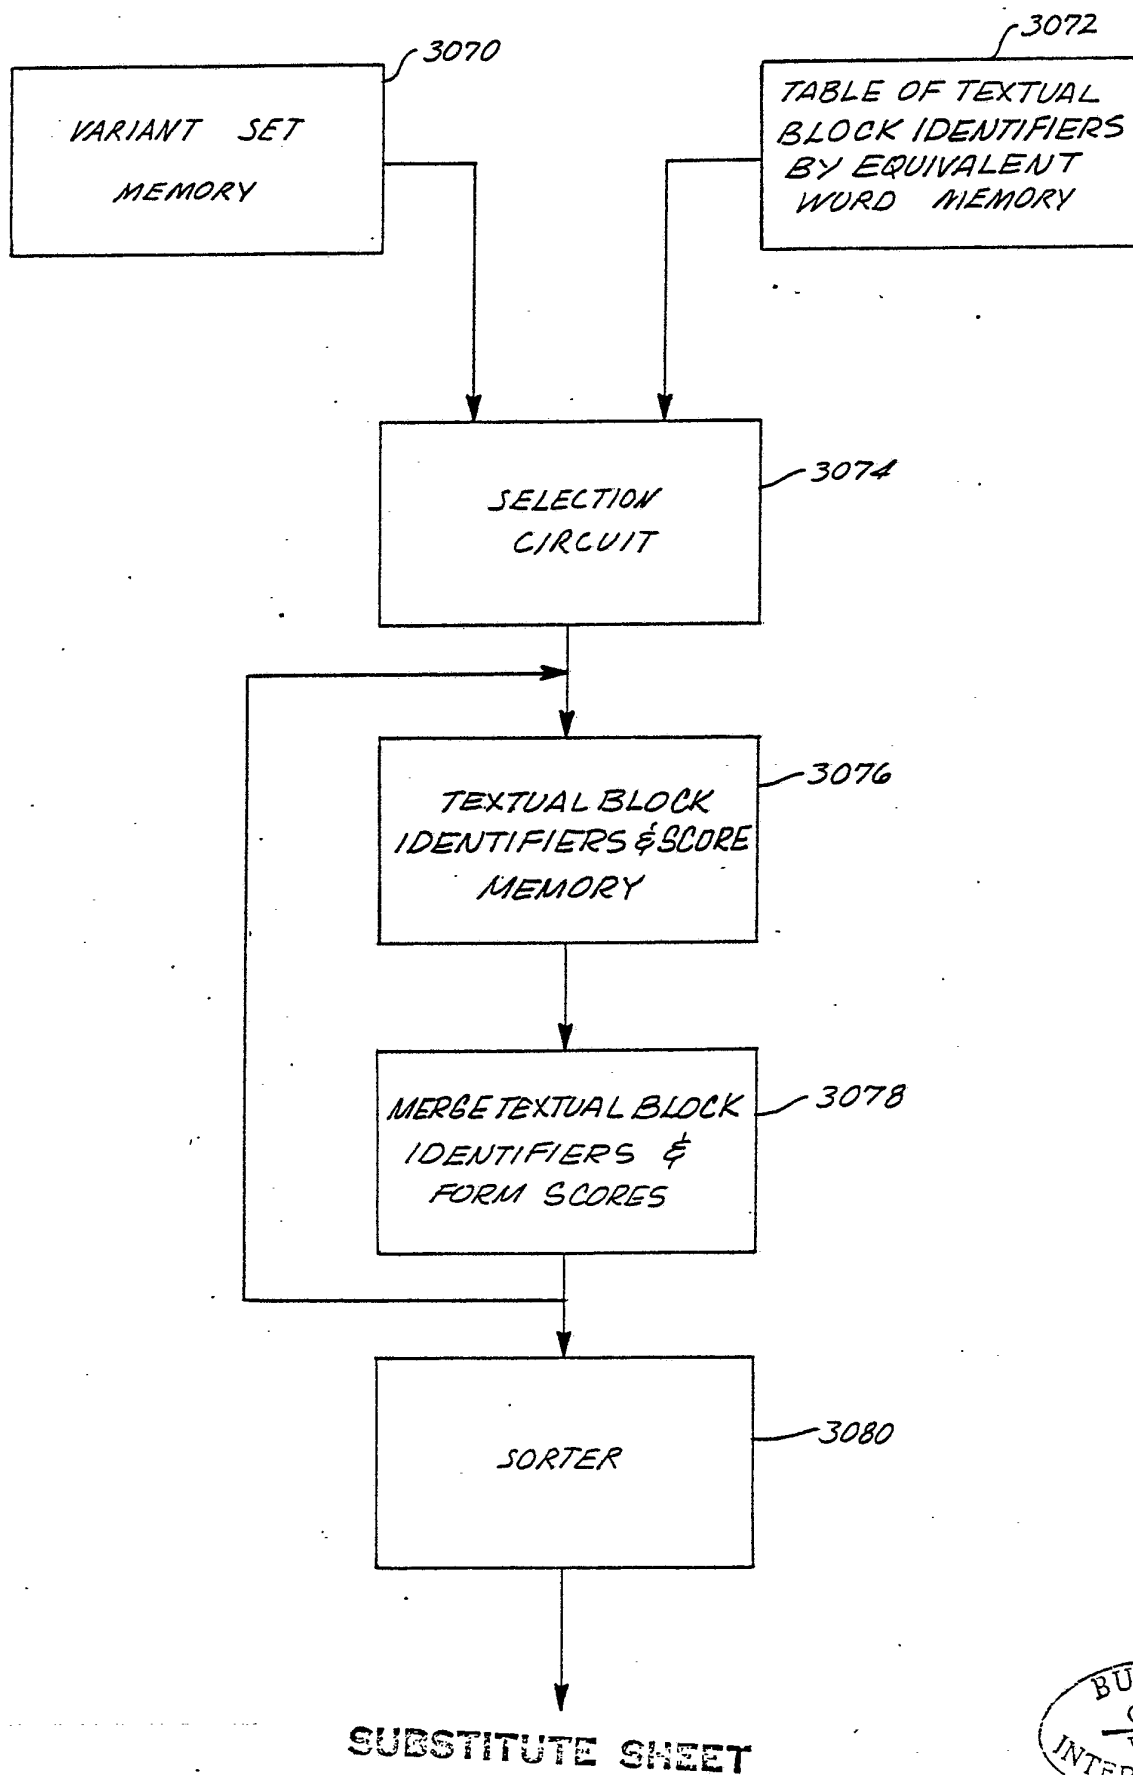 3070
3072
VARIANT SET
MEMORY
TABLE OF TEXTUAL
BLOCK IDENTIFIERS
BY EQUIVALENT
WORD MEMORY
3074
SELECTION
CIRCUIT
3076
TEXTUAL BLOCK
IDENTIFIERS & SCORE
MEMORY
3078
MERGE TEXTUAL BLOCK
IDENTIFIERS &
FORM SCORES
3080
SORTER
SUBSTITUTE SHEET